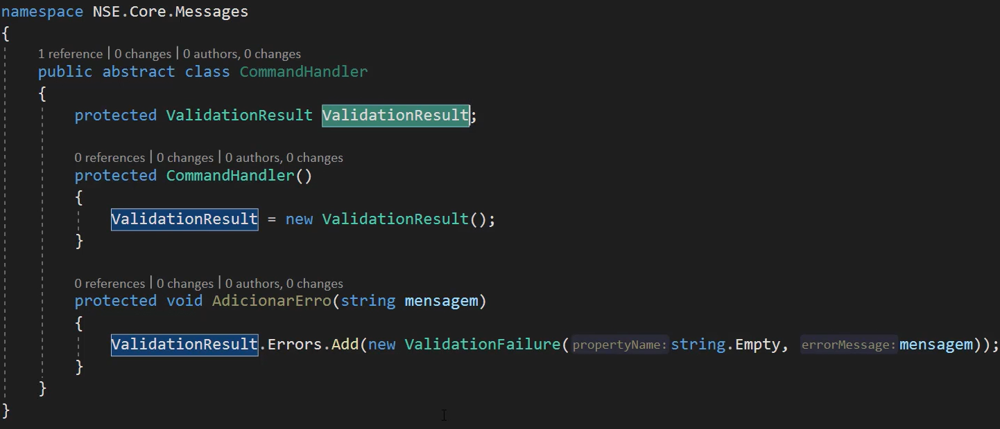 namespace NSE.Core.Messages
{
1 reference | 0 changes | 0 authors, 0 changes
public abstract class CommandHandler
{
protected ValidationResult ValidationResult;
0 references | 0 changes | 0 authors, 0 changes
protected CommandHandler()
{
ValidationResult = new ValidationResult();
}
0 references | 0 changes | 0 authors, 0 changes
protected void AdicionarErro(string mensagem)
{
ValidationResult.Errors.Add(new ValidationFailure(propertyName:string.Empty, errorMessage:mensagem));
}
}
}